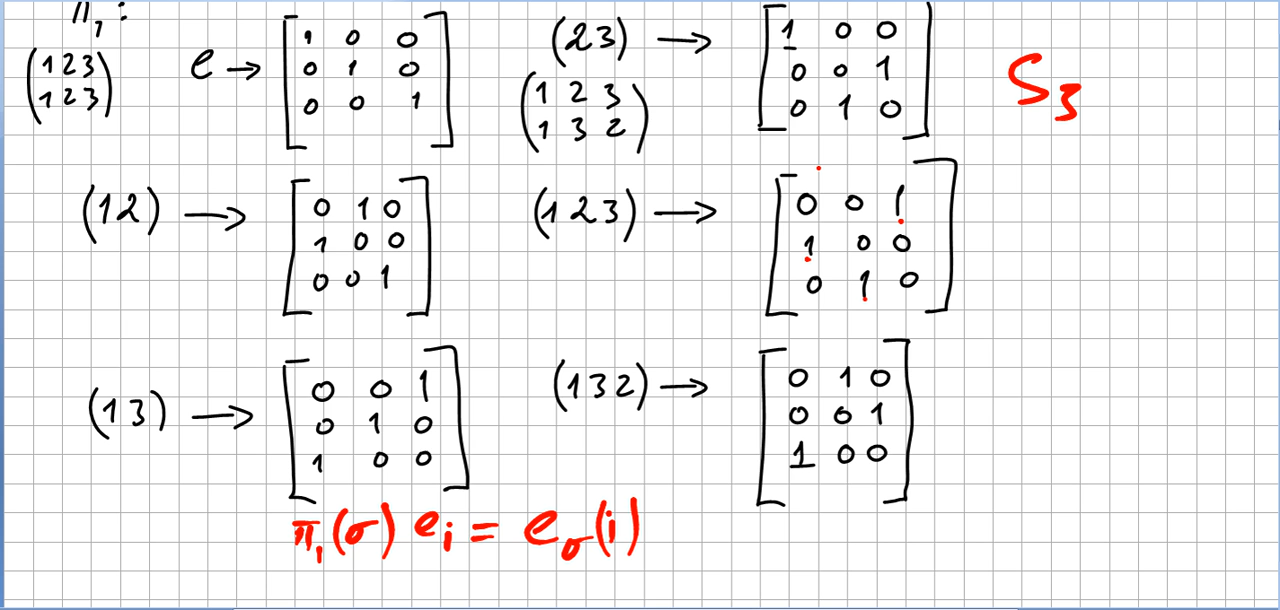 π₁:
(1 2 3)
(1 2 3)
e → [1 0 0]
[0 1 0]
[0 0 1]
(23) → [1 0 0]
[0 0 1]
[0 1 0]
(1 2 3)
(1 3 2)
S₃
(12) → [0 1 0]
[1 0 0]
[0 0 1]
(123) → [0 0 1]
[1 0 0]
[0 1 0]
(13) → [0 0 1]
[0 1 0]
[1 0 0]
(132) → [0 1 0]
[0 0 1]
[1 0 0]
π₁(σ) eᵢ = e_σ(i)